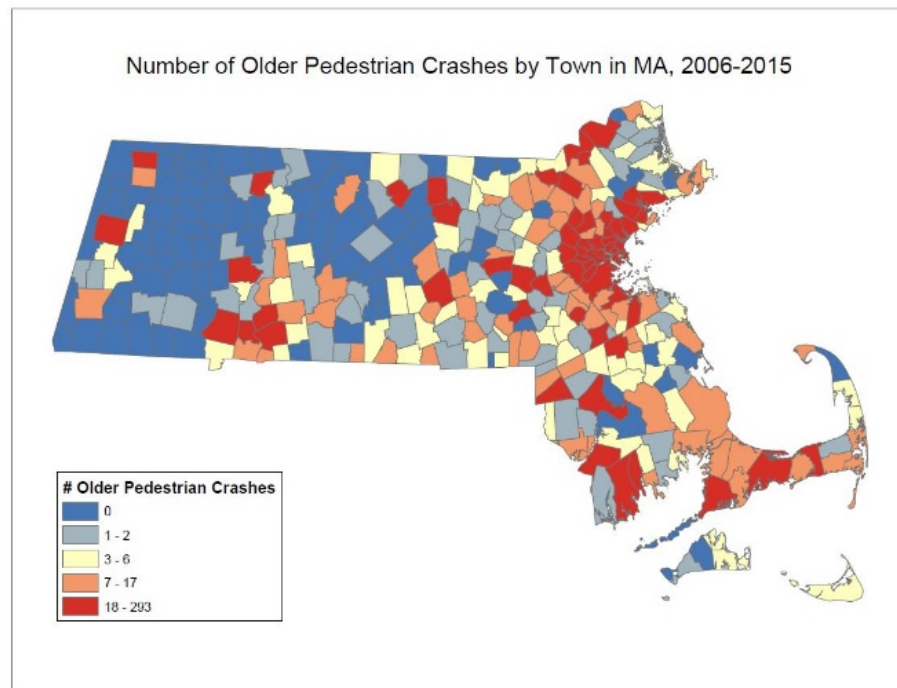 Number of Older Pedestrian Crashes by Town in MA, 2006-2015
# Older Pedestrian Crashes
0
1 - 2
3 - 6
7 - 17
18 - 293